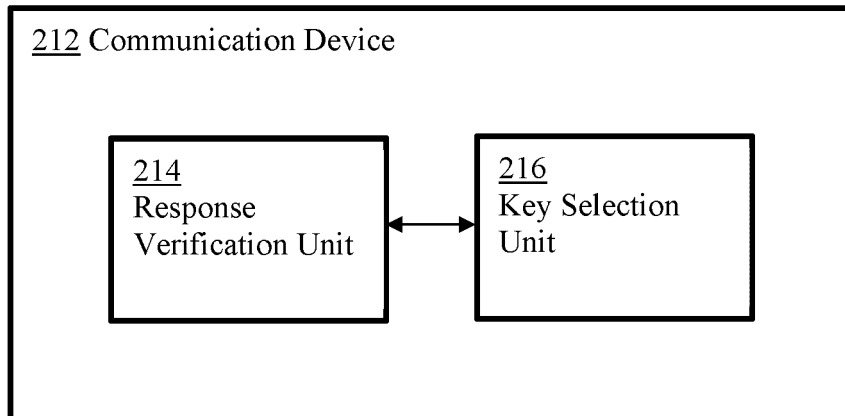 212 Communication Device
214
Response
Verification Unit
216
Key Selection
Unit